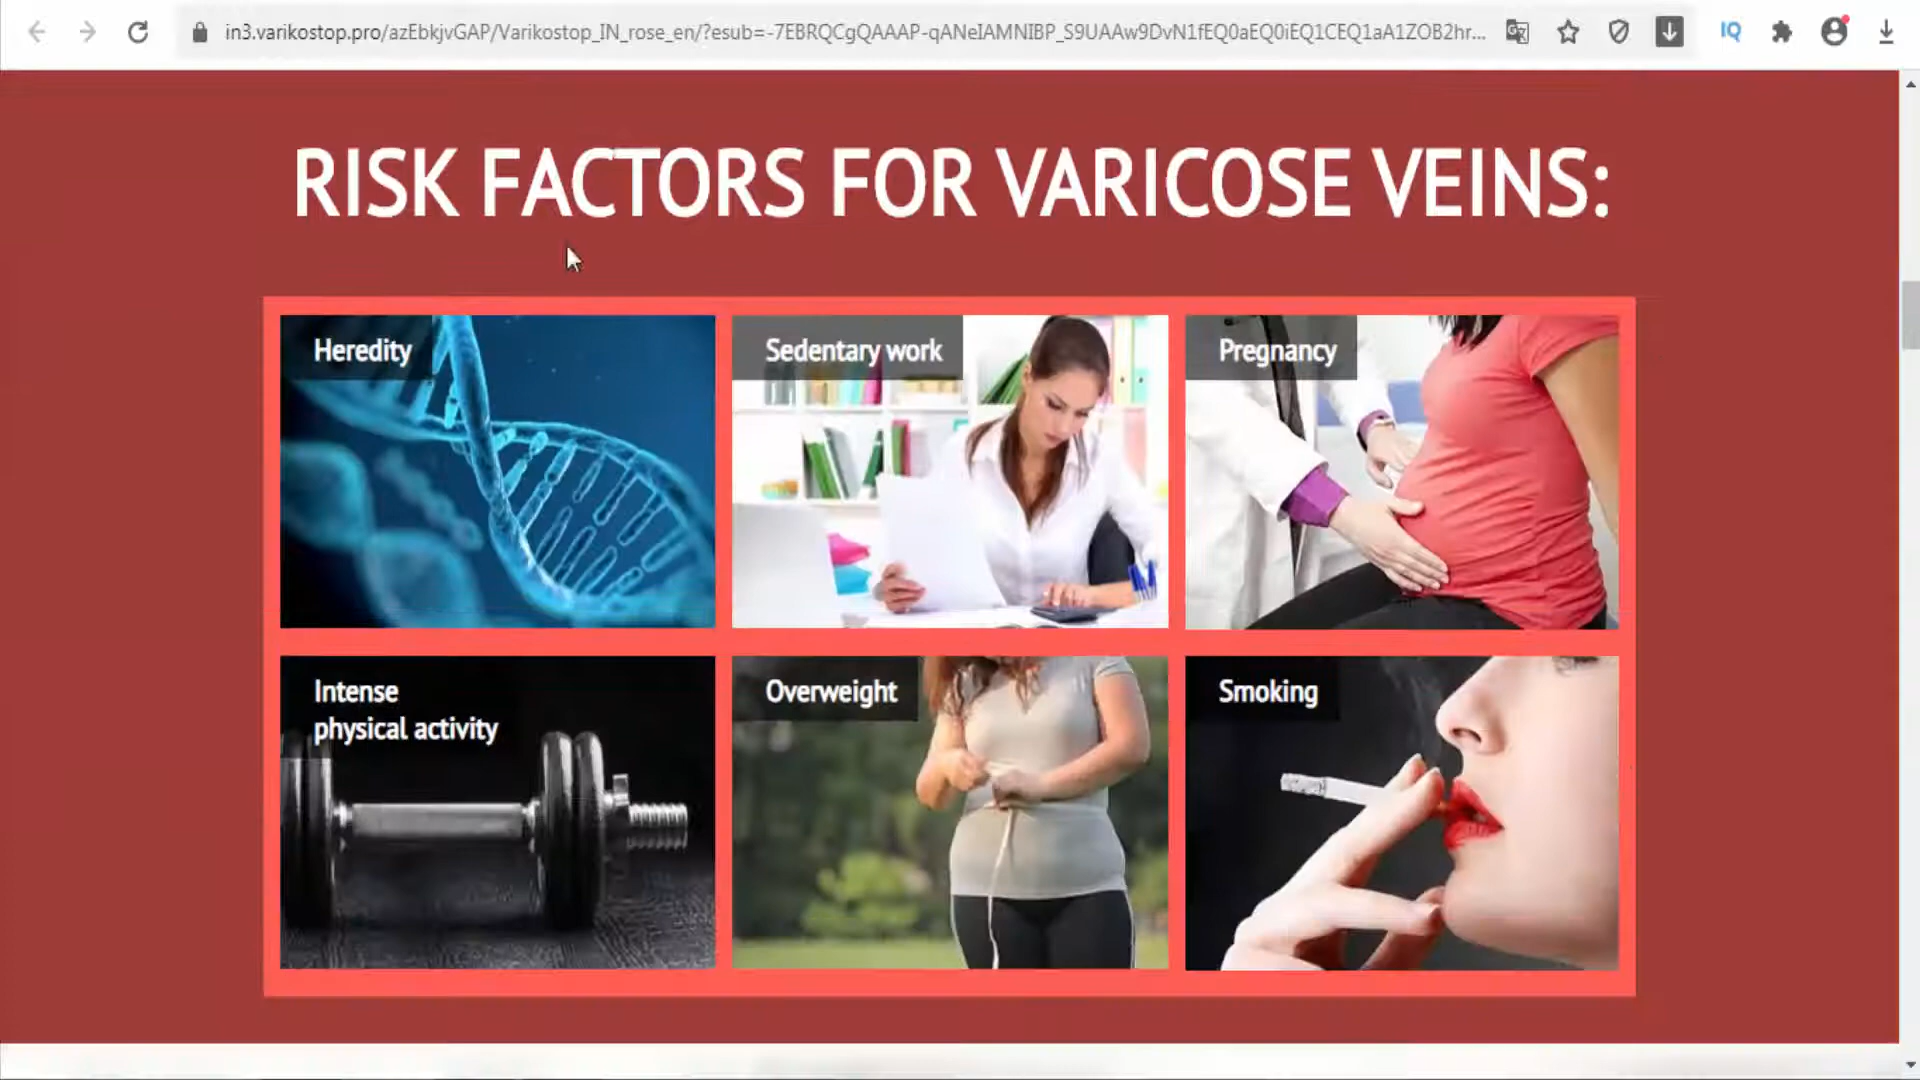 in3.varikostop.pro/azEbkjvGAP/Varikostop_IN_rose_en/?esub=-7EBRQCgQAAAP-qANeIAMNIBP_S9UAAw9DvN1fEQ0aEQ0iEQ1CEQ1aA1ZOB2hr...
IQ
RISK FACTORS FOR VARICOSE VEINS:
Heredity
Sedentary work
Pregnancy
Intense
physical activity
Overweight
Smoking